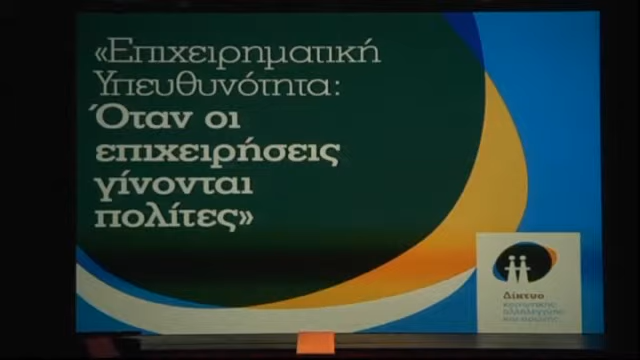 «Επιχειρηματική
Υπευθυνότητα:
Όταν οι
επιχειρήσεις
γίνονται
πολίτες»
Δίκτυο